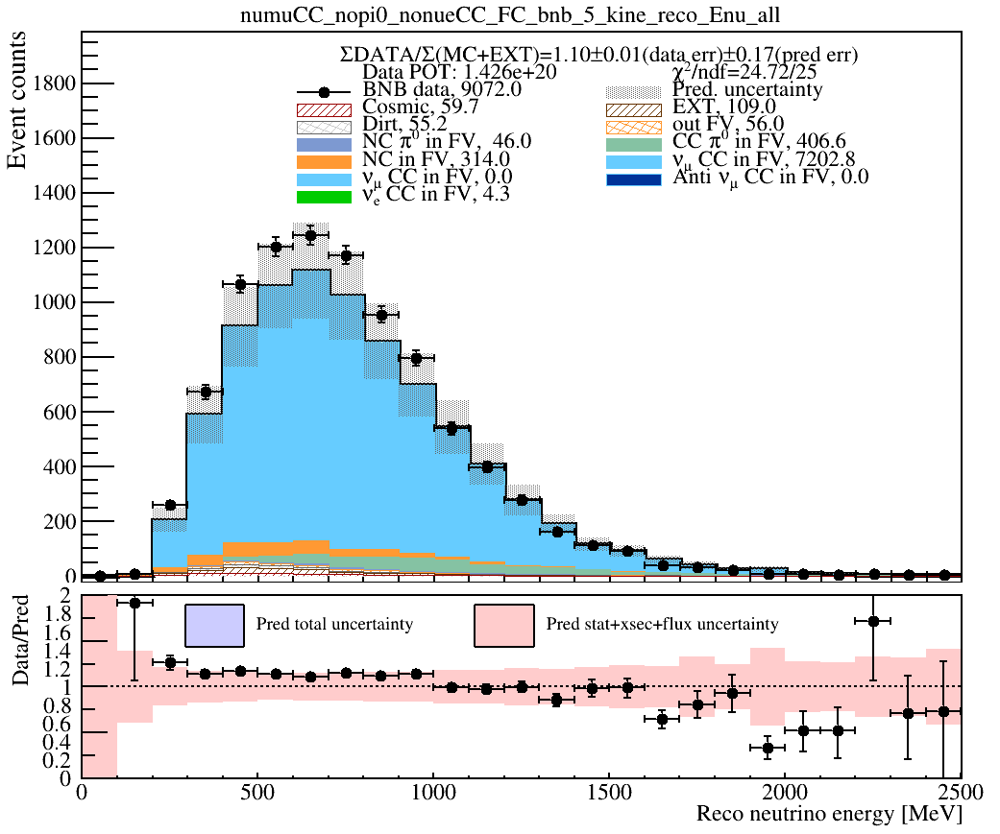 numuCC_nopi0_nonueCC_FC_bnb_5_kine_reco_Enu_all
Event counts
ΣDATA/Σ(MC+EXT)=1.10±0.01(data err)±0.17(pred err)
Data POT: 1.426e+20
χ²/ndf=24.72/25
BNB data, 9072.0
Pred. uncertainty
Cosmic, 59.7
EXT, 109.0
Dirt, 55.2
out FV, 56.0
NC π⁰ in FV, 46.0
CC π⁰ in FV, 406.6
NC in FV, 314.0
νμ CC in FV, 7202.8
νμ CC in FV, 0.0
Anti νμ CC in FV, 0.0
νe CC in FV, 4.3
1800
1600
1400
1200
1000
800
600
400
200
0
Data/Pred
Pred total uncertainty
Pred stat+xsec+flux uncertainty
2
1.8
1.6
1.4
1.2
1
0.8
0.6
0.4
0.2
0
0 500 1000 1500 2000 2500
Reco neutrino energy [MeV]